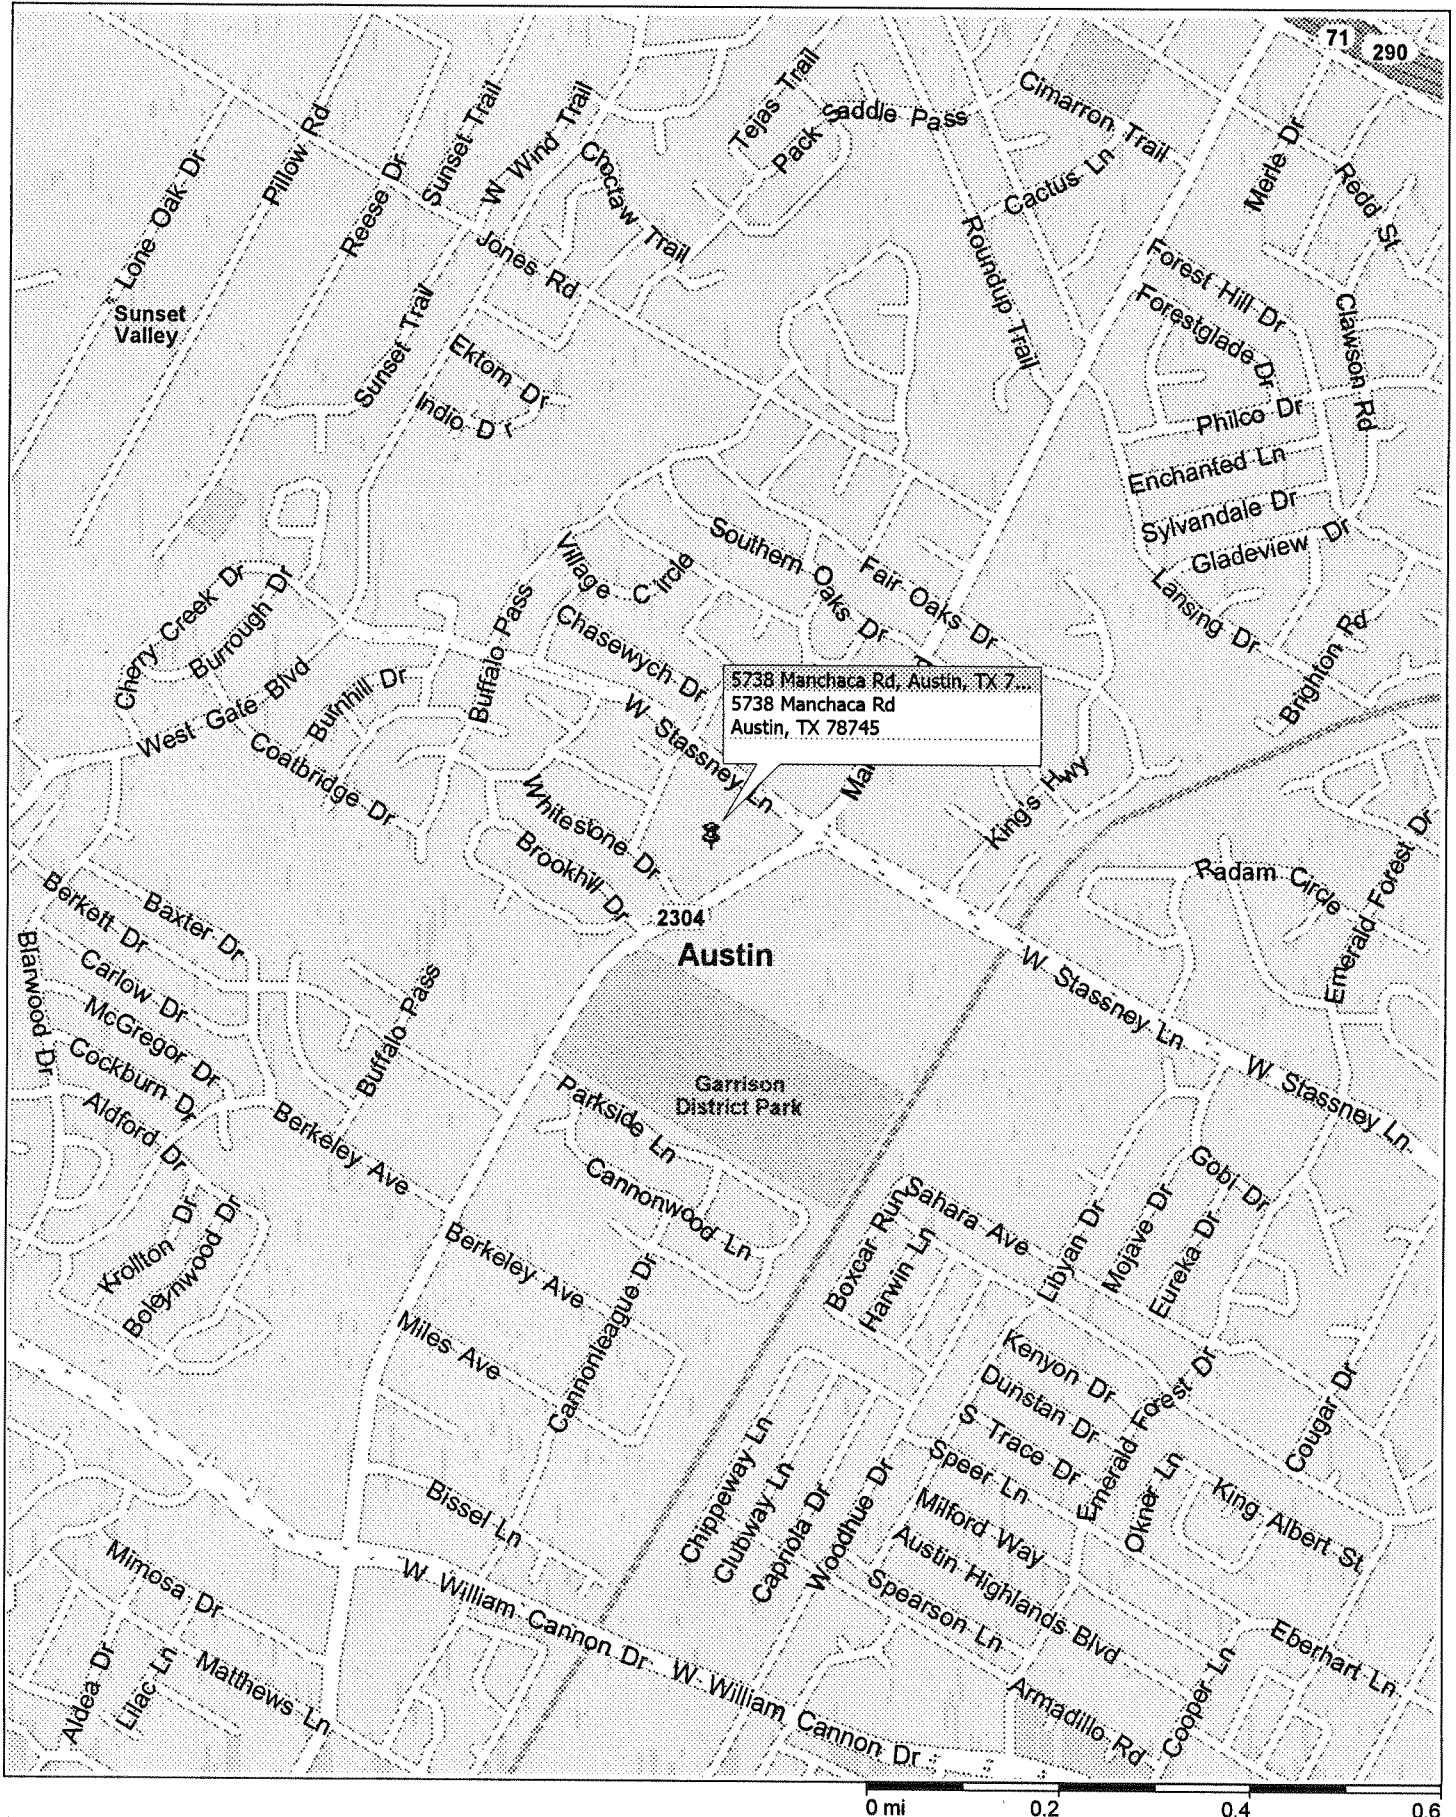 71
290
Cimarron Trail
Tejas Trail
Pack Saddle Pass
Sunset Trail
W Wind Trail
Pillow Rd
Lone Oak Dr
Reese Dr
Choctaw Trail
Cactus Ln
Merle Dr
Redd St
Roundup Trail
Jones Rd
Forest Hill Dr
Forestglade Dr
Clawson Rd
Sunset
Valley
Sunset Trail
Ektom Dr
Indio Dr
Philco Dr
Enchanted Ln
Sylvandale Dr
Gladeview Dr
Southern Oaks Dr
Fair Oaks Dr
Village Circle
Cherry Creek Dr
Burrough Dr
Buffalo Pass
Chasewych Dr
Lansing Dr
Brighton Rd
5738 Manchaca Rd, Austin, TX 7...
5738 Manchaca Rd
Austin, TX 78745
West Gate Blvd
Burnhill Dr
W Stassney Ln
Coatbridge Dr
King's Hwy
Whitestone Dr
Brookhill Dr
Radam Circle
Emerald Forest Dr
2304
Austin
Berkett Dr
Baxter Dr
Blarwood Dr
Carlow Dr
McGregor Dr
Cockburn Dr
Aldford Dr
Buffalo Pass
W Stassney Ln
W Stassney Ln
Garrison
District Park
Parkside Ln
Berkeley Ave
Cannonwood Ln
Gobi Dr
Sahara Ave
Boxcar Run
Harwin Ln
Libyan Dr
Mojave Dr
Eureka Dr
Krollton Dr
Boleynwood Dr
Berkeley Ave
Cannonleague Dr
Miles Ave
Kenyon Dr
Dunstan Dr
S Trace Dr
Emerald Forest Dr
Cougar Dr
Speer Ln
Chippeway Ln
Clubway Ln
Capriola Dr
Woodhue Dr
Okner Ln
King Albert St
Bissel Ln
Milford Way
Austin Highlands Blvd
Mimosa Dr
W William Cannon Dr
Spearson Ln
Eberhart Ln
Aldea Dr
Lilac Ln
Matthews Ln
W William Cannon Dr
Armadillo Rd
Cooper Ln
0 mi
0.2
0.4
0.6